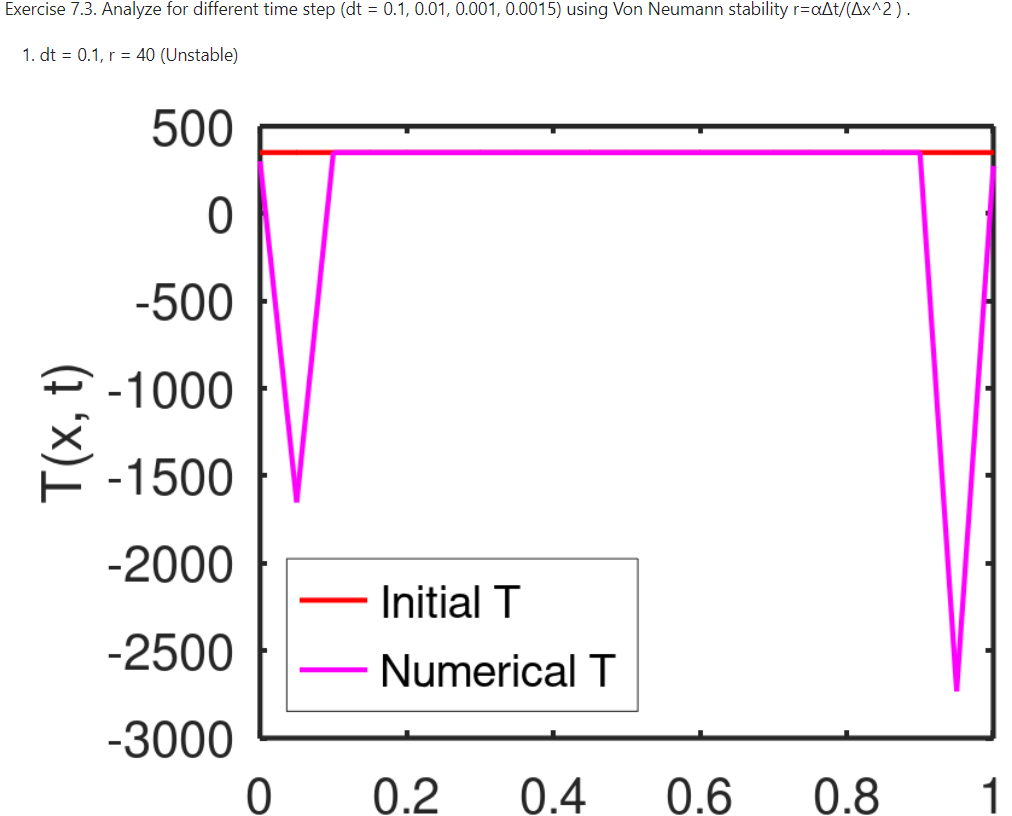 Exercise 7.3. Analyze for different time step (dt = 0.1, 0.01, 0.001, 0.0015) using Von Neumann stability r=αΔt/(Δx^2 ) .
1. dt = 0.1, r = 40 (Unstable)
500
0
-500
-1000
-1500
-2000
-2500
-3000
T(x, t)
Initial T
Numerical T
0 0.2 0.4 0.6 0.8 1